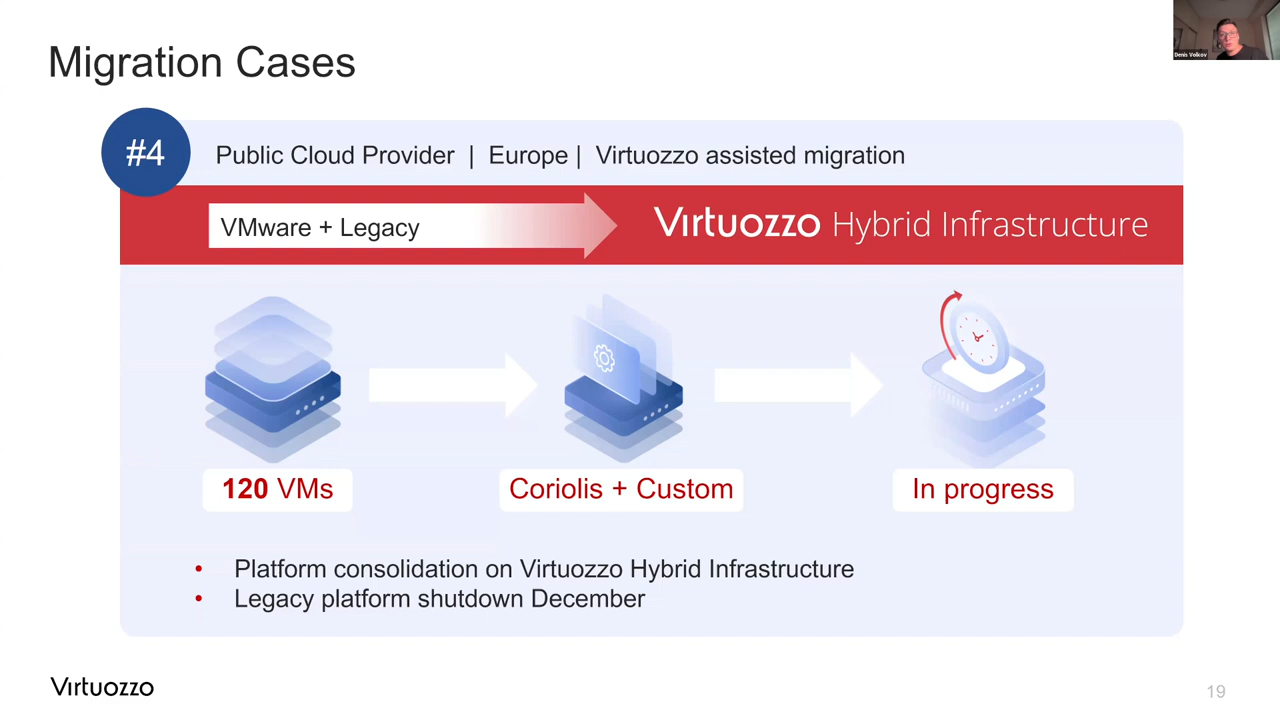 Denis Volkov
Migration Cases
#4
Public Cloud Provider | Europe | Virtuozzo assisted migration
VMware + Legacy
Virtuozzo Hybrid Infrastructure
120 VMs
Coriolis + Custom
In progress
• Platform consolidation on Virtuozzo Hybrid Infrastructure
• Legacy platform shutdown December
Virtuozzo
19